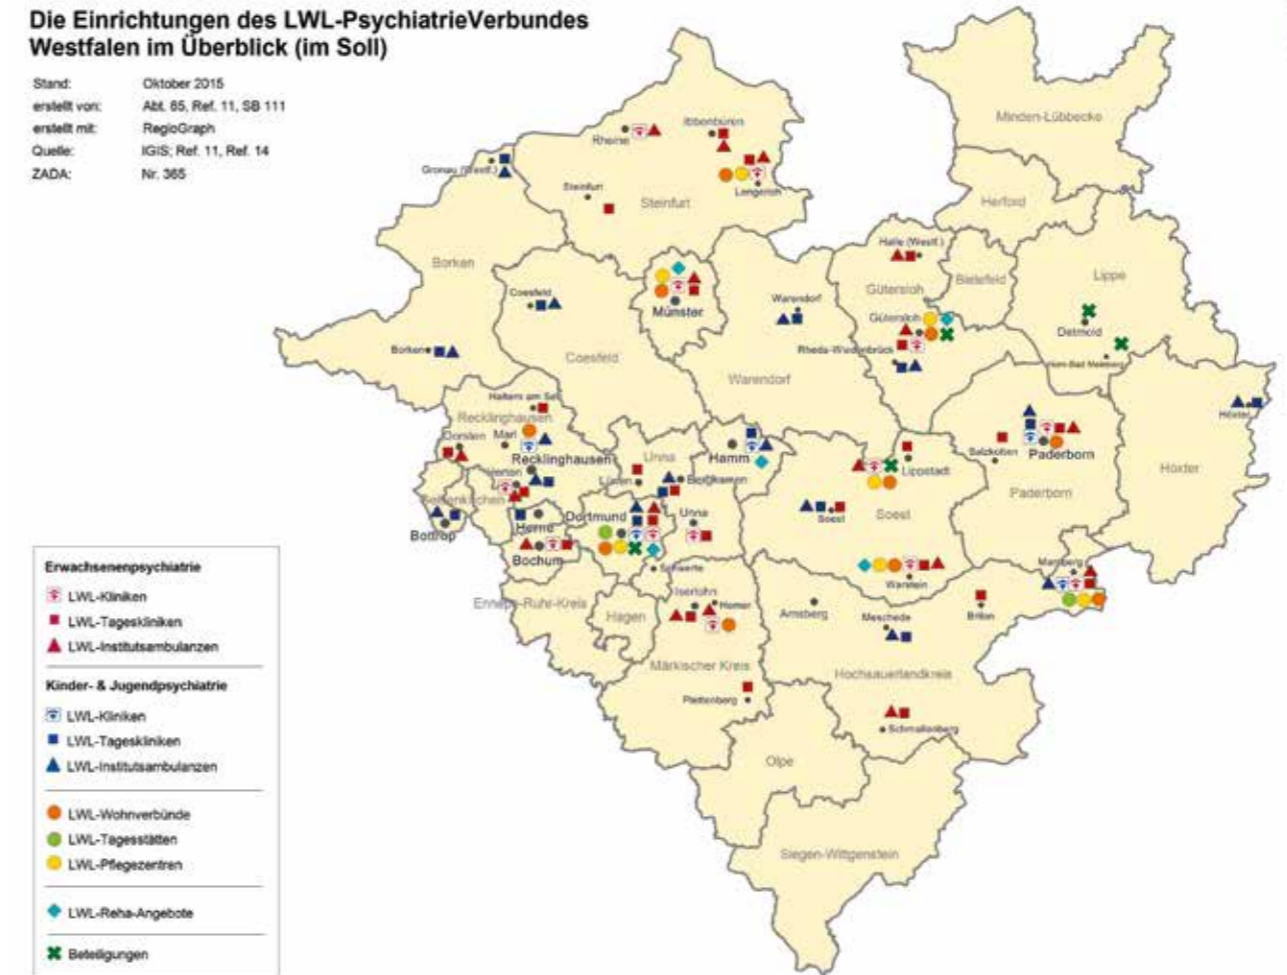 Die Einrichtungen des LWL-PsychiatrieVerbundes
Westfalen im Überblick (im Soll)
Stand: Oktober 2015
erstellt von: Abt. 65, Ref. 11, SB 111
erstellt mit: RegioGraph
Quelle: IGIS; Ref. 11, Ref. 14
ZADA: Nr. 365
Minden-Lübbecke
Ibbenbüren
Rheine
Gronau (Westf.)
Steinfurt
Lengerich
Steinfurt
Herford
Halle (Westf.)
Borken
Bielefeld
Lippe
Gütersloh
Coesfeld
Warendorf
Münster
Gütersloh
Detmold
Borken
Rheda-Wiedenbrück
Coesfeld
Warendorf
Haltern am See
Recklinghausen
Höxter
Dorsten
Marl
Recklinghausen
Unna
Hamm
Salzkotten
Paderborn
Herten
Lünen
Bergkamen
Lippstadt
Höxter
Paderborn
Gelsenkirchen
Unna
Soest
Soest
Bottrop
Herne
Dortmund
Bochum
Schwerte
Marsberg
Warstein
Iserlohn
Hemer
Ennepe-Ruhr-Kreis
Hagen
Arnsberg
Meschede
Brilon
Märkischer Kreis
Hochsauerlandkreis
Plettenberg
Schmallenberg
Olpe
Siegen-Wittgenstein
Erwachsenenpsychiatrie
LWL-Kliniken
LWL-Tageskliniken
LWL-Institutsambulanzen
Kinder- & Jugendpsychiatrie
LWL-Kliniken
LWL-Tageskliniken
LWL-Institutsambulanzen
LWL-Wohnverbünde
LWL-Tagesstätten
LWL-Pflegezentren
LWL-Reha-Angebote
Beteiligungen